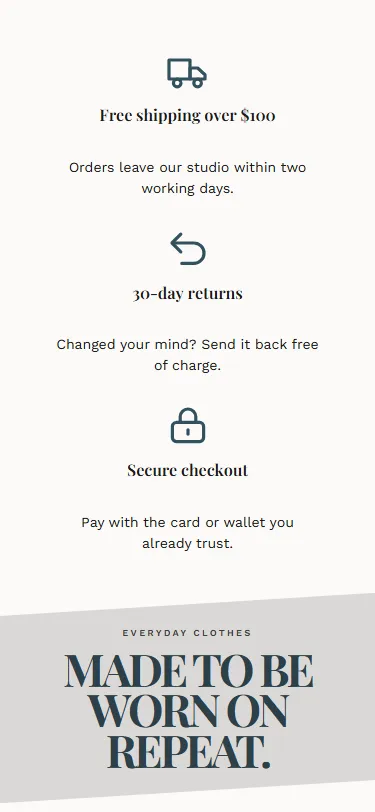 Free shipping over $100
Orders leave our studio within two
working days.
30-day returns
Changed your mind? Send it back free
of charge.
Secure checkout
Pay with the card or wallet you
already trust.
EVERYDAY CLOTHES
MADE TO BE
WORN ON
REPEAT.